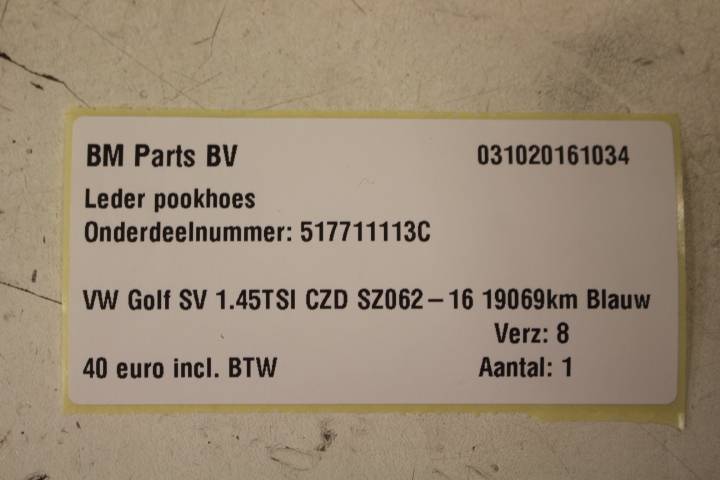 BM Parts BV 031020161034
Leder pookhoes
Onderdeelnummer: 517711113C
VW Golf SV 1.45TSI CZD SZ062-16 19069km Blauw
Verz: 8
40 euro incl. BTW Aantal: 1